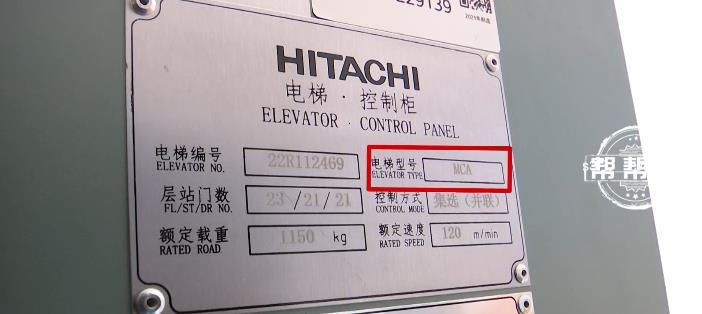 229139
HITACHI
电梯·控制柜
ELEVATOR · CONTROL PANEL
电梯编号 22R112469 电梯型号 MCA
ELEVATOR NO. ELEVATOR TYPE
层站门数 23/21/21 控制方式 集选(并联)
FL/ST/DR NO. CONTROL MODE
额定载重 1150 kg 额定速度 120 m/min
RATED ROAD RATED SPEED
帮帮